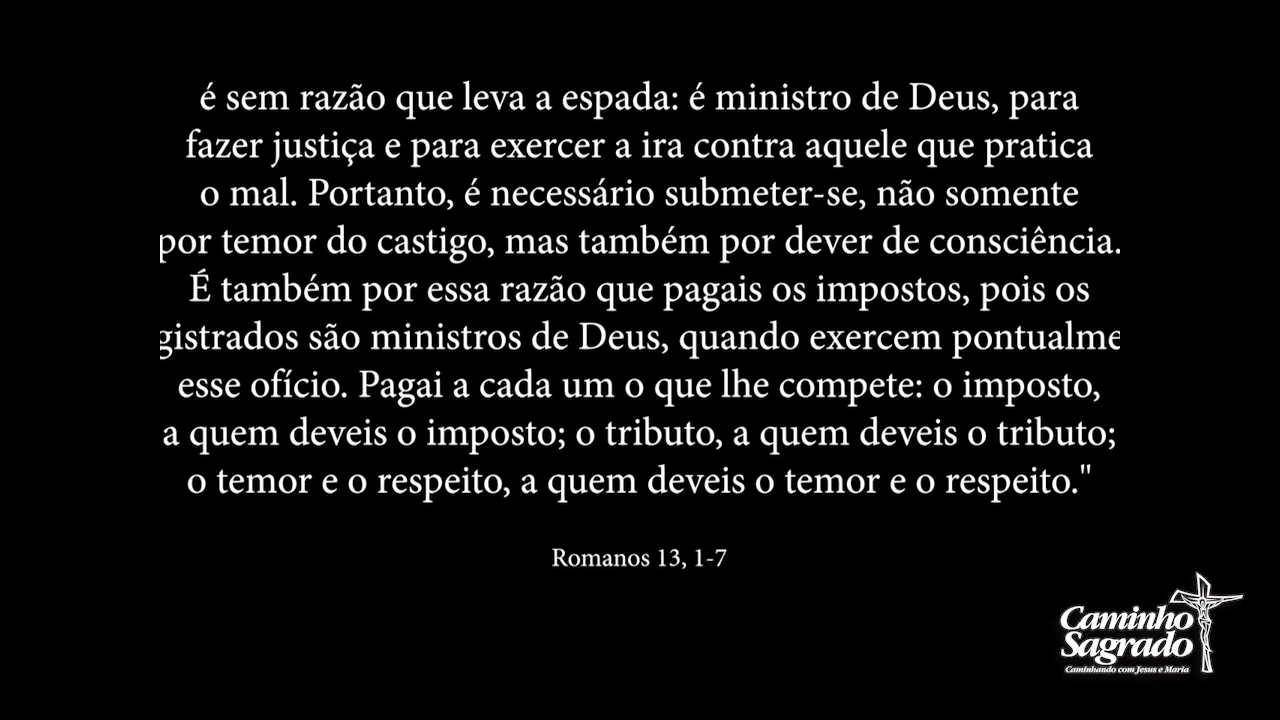 é sem razão que leva a espada: é ministro de Deus, para
fazer justiça e para exercer a ira contra aquele que pratica
o mal. Portanto, é necessário submeter-se, não somente
por temor do castigo, mas também por dever de consciência.
É também por essa razão que pagais os impostos, pois os
gistrados são ministros de Deus, quando exercem pontualme
esse ofício. Pagai a cada um o que lhe compete: o imposto,
a quem deveis o imposto; o tributo, a quem deveis o tributo;
o temor e o respeito, a quem deveis o temor e o respeito."
Romanos 13, 1-7
Caminho
Sagrado
Caminhando com Jesus e Maria